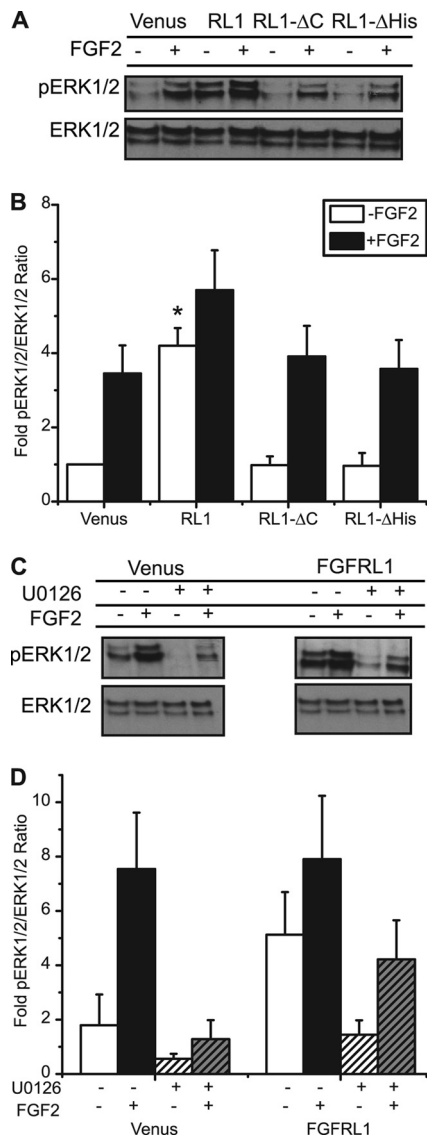 A
Venus RL1 RL1-ΔC RL1-ΔHis
FGF2 - + - + - + - +
pERK1/2
ERK1/2
B
-FGF2
+FGF2
Fold pERK1/2/ERK1/2 Ratio
8
6
4
2
0
*
Venus RL1 RL1-ΔC RL1-ΔHis
C
Venus FGFRL1
U0126 - - + + - - + +
FGF2 - + - + - + - +
pERK1/2
ERK1/2
D
Fold pERK1/2/ERK1/2 Ratio
10
8
6
4
2
0
U0126 - - + + - - + +
FGF2 - + - + - + - +
Venus FGFRL1